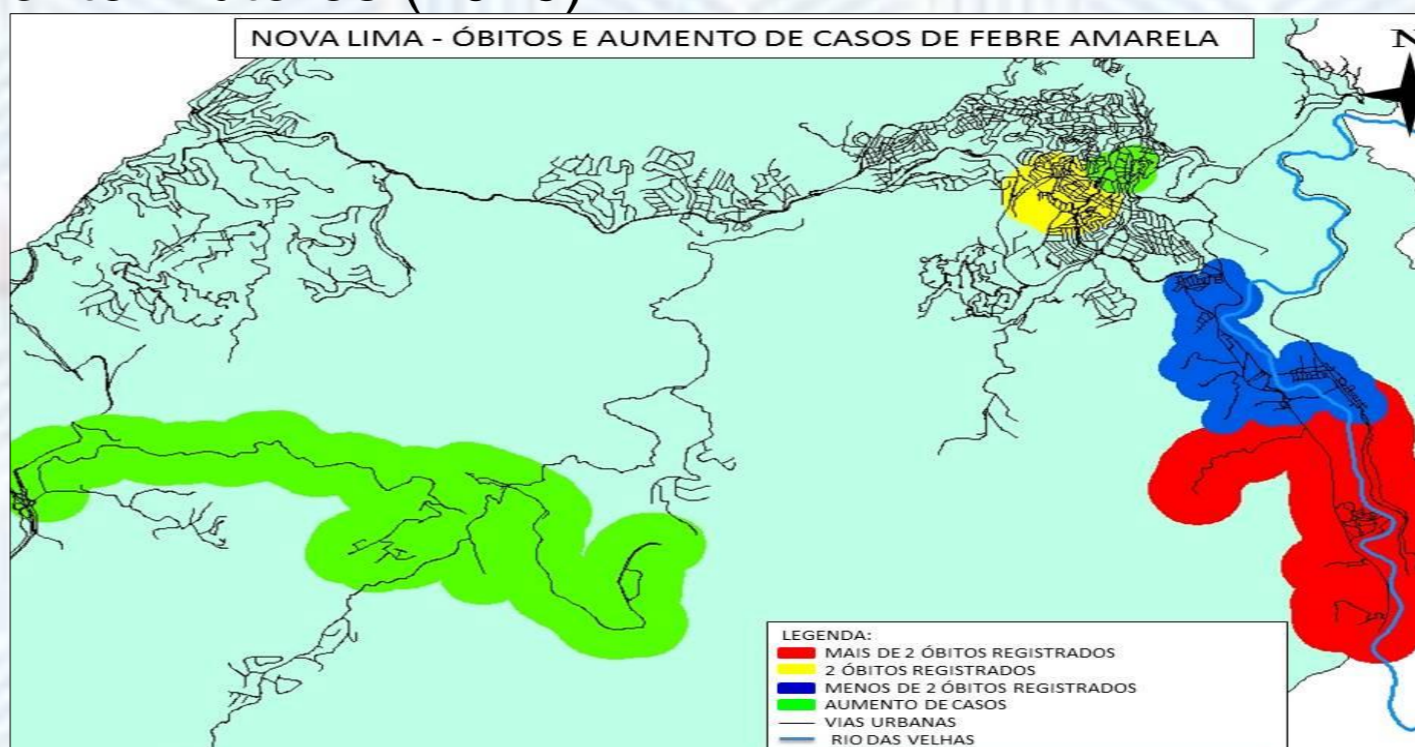 NOVA LIMA - ÓBITOS E AUMENTO DE CASOS DE FEBRE AMARELA
N
LEGENDA:
MAIS DE 2 ÓBITOS REGISTRADOS
2 ÓBITOS REGISTRADOS
MENOS DE 2 ÓBITOS REGISTRADOS
AUMENTO DE CASOS
VIAS URBANAS
RIO DAS VELHAS